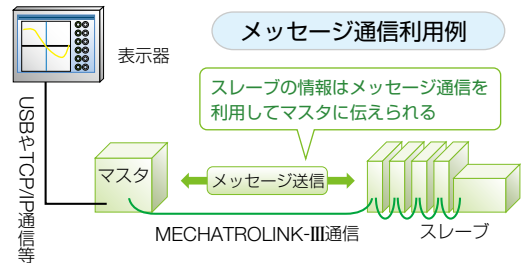 メッセージ通信利用例
表示器
スレーブの情報はメッセージ通信を
利用してマスタに伝えられる
USBやTCP/IP通信等
マスタ
メッセージ送信
MECHATROLINK-Ⅲ通信
スレーブ